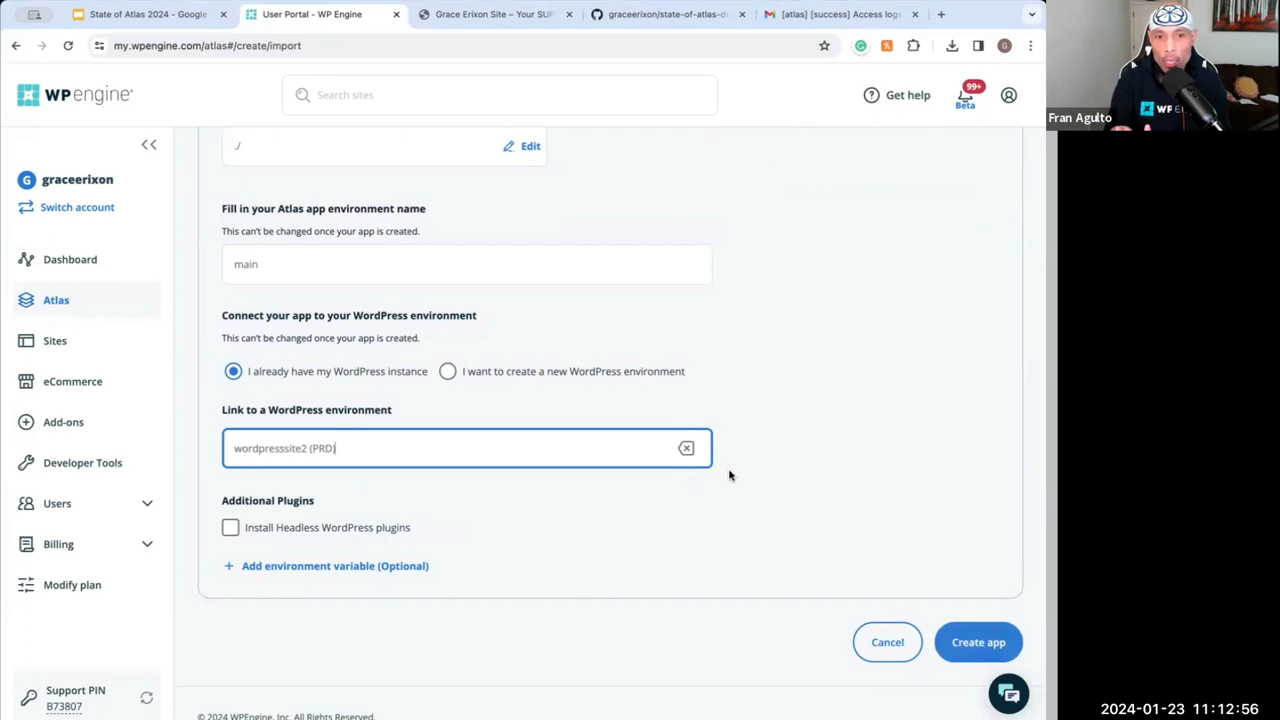 State of Atlas 2024 - Google
User Portal - WP Engine
Grace Erixon Site – Your SUP
graceerixon/state-of-atlas-d
[atlas] [success] Access logs
my.wpengine.com/atlas#/create/import
WP engine
Search sites
Get help
99+
Beta
Fran Agulto
WP
./
Edit
G graceerixon
Switch account
Fill in your Atlas app environment name
This can't be changed once your app is created.
Dashboard
main
Atlas
Connect your app to your WordPress environment
This can't be changed once your app is created.
Sites
I already have my WordPress instance
I want to create a new WordPress environment
eCommerce
Link to a WordPress environment
Add-ons
wordpresssite2 (PRD)
Developer Tools
Additional Plugins
Users
Install Headless WordPress plugins
Billing
+ Add environment variable (Optional)
Modify plan
Cancel
Create app
Support PIN
B73807
© 2024 WPEngine, Inc. All Rights Reserved.
2024-01-23 11:12:56